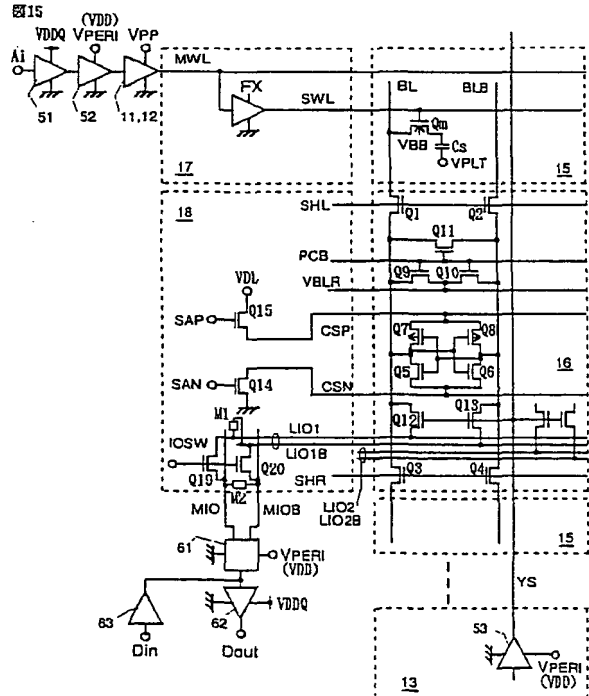 図15
VDDQ
(VDD)
VPERI
VPP
Ai
51
52
11,12
MWL
FX
SWL
17
BL
BLB
Qm
VBB
Cs
VPLT
15
18
SHL
Q1
Q2
Q11
PCB
Q9
Q10
VBLR
VDL
Q15
SAP
CSP
Q7
Q8
Q5
Q6
16
SAN
Q14
CSN
Q12
Q13
M1
IOSW
LIO1
LIO1B
Q19
Q20
M2
SHR
Q3
Q4
LIO2
LIO2B
MIO
MIOB
15
61
VPERI
(VDD)
YS
63
62
VDDQ
Din
Dout
53
VPERI
(VDD)
13